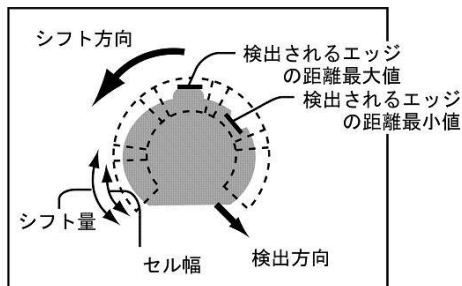 シフト方向
検出されるエッジ
の距離最大値
検出されるエッジ
の距離最小値
シフト量
セル幅
検出方向